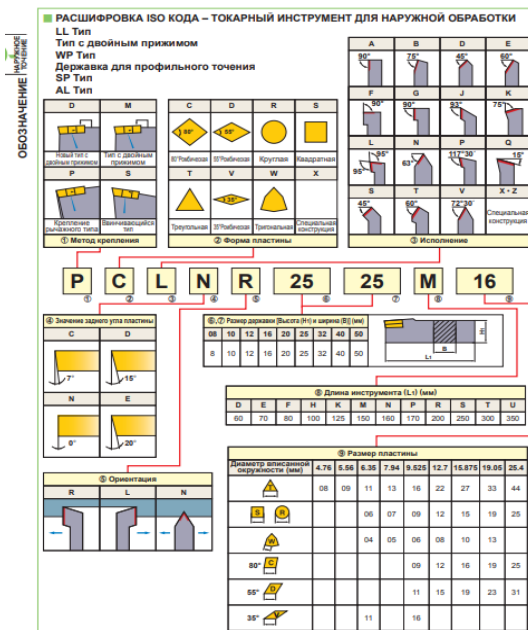 РАСШИФРОВКА ISO КОДА – ТОКАРНЫЙ ИНСТРУМЕНТ ДЛЯ НАРУЖНОЙ ОБРАБОТКИ
LL Тип
Тип с двойным прижимом
WP Тип
Державка для профильного точения
SP Тип
AL Тип
ОБОЗНАЧЕНИЕ
НАРУЖНОЕ
ТОЧЕНИЕ
A B D E
90° 75° 45° 60°
F G J K
90° 90° 93° 75°
L N P Q
95° 95° 63° 117°30' 15°
S T V X・Z
45° 60° 72°30' Специальная конструкция
③ Исполнение
D M
Новый тип с двойным прижимом
Тип с двойным прижимом
P S
Крепление рычажного типа
Ввинчивающийся тип
① Метод крепления
C D R S
80° 55°
80°Ромбическая 55°Ромбическая Круглая Квадратная
T V W X
35°
Треугольная 35°Ромбическая Тригональная Специальная конструкция
② Форма пластины
P C L N R 25 25 M 16
① ② ③ ④ ⑤ ⑥ ⑦ ⑧ ⑨
④ Значение заднего угла пластины
C D
7° 15°
N E
0° 20°
⑥,⑦ Размер державки [Высота (H1) и ширина (B)] (мм)
08 10 12 16 20 25 32 40 50
8 10 12 16 20 25 32 40 50
H1
B
L1
⑧ Длина инструмента (L1) (мм)
D E F H K M N P R S T U
60 70 80 100 125 150 160 170 200 250 300 350
⑤ Ориентация
R L N
⑨ Размер пластины
Диаметр вписанной окружности (мм) 4.76 5.56 6.35 7.94 9.525 12.7 15.875 19.05 25.4
T 08 09 11 13 16 22 27 33 44
S R 06 07 09 12 15 19 25
W 04 05 06 08 10 13
80° C 09 12 16 19 25
55° D 11 15 19 23 31
35° V 11 16